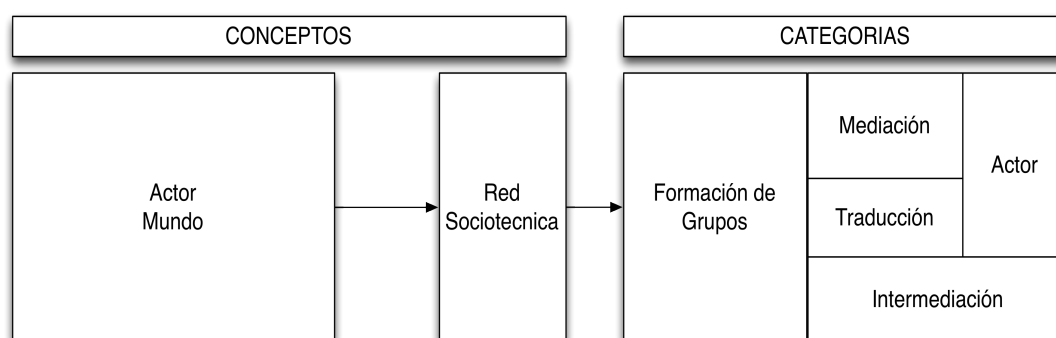 CONCEPTOS
CATEGORIAS
Actor
Mundo
Red
Sociotecnica
Formación de
Grupos
Mediación
Traducción
Actor
Intermediación